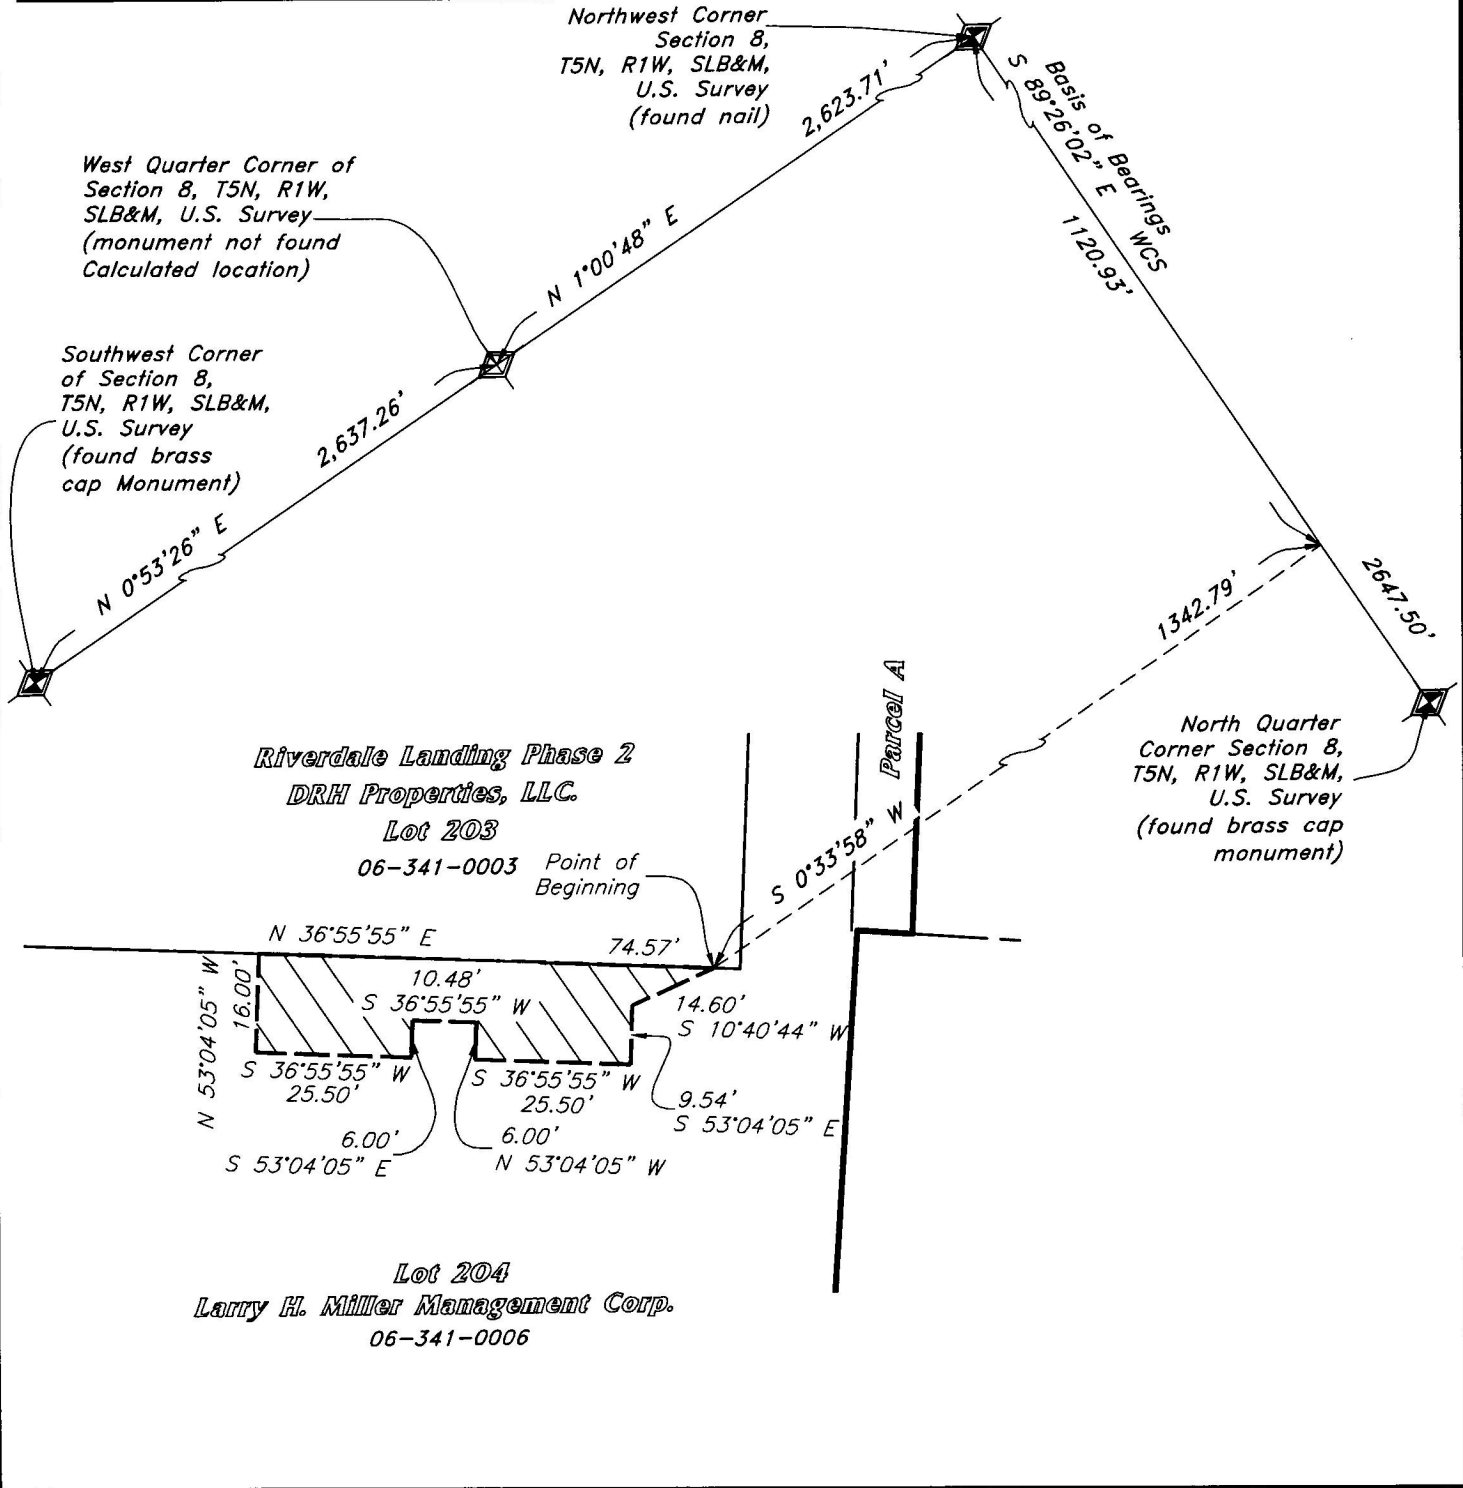 Northwest Corner
Section 8,
T5N, R1W, SLB&M,
U.S. Survey
(found nail)
2,623.71'
Basis of Bearings
S 89°26'02" E WCS
1120.93'
West Quarter Corner of
Section 8, T5N, R1W,
SLB&M, U.S. Survey
(monument not found
Calculated location)
N 1°00'48" E
Southwest Corner
of Section 8,
T5N, R1W, SLB&M,
U.S. Survey
(found brass
cap Monument)
2,637.26'
N 0°53'26" E
1342.79'
2647.50'
S 0°33'58" W
Parcel A
North Quarter
Corner Section 8,
T5N, R1W, SLB&M,
U.S. Survey
(found brass cap
monument)
Riverdale Landing Phase 2
DRH Properties, LLC.
Lot 203
06-341-0003
Point of
Beginning
N 36°55'55" E
74.57'
N 53°04'05" W
16.00'
10.48'
S 36°55'55" W
14.60'
S 10°40'44" W
S 36°55'55" W
25.50'
S 36°55'55" W
25.50'
9.54'
S 53°04'05" E
6.00'
S 53°04'05" E
6.00'
N 53°04'05" W
Lot 204
Larry H. Miller Management Corp.
06-341-0006